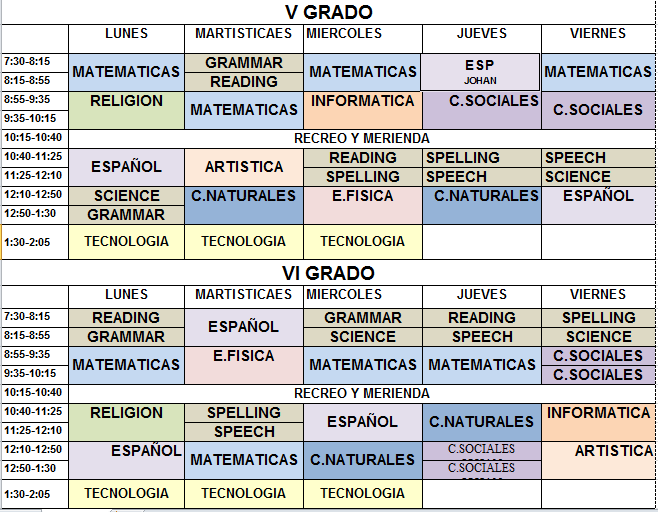 V GRADO
LUNES MARTISTICAES MIERCOLES JUEVES VIERNES
7:30-8:15 MATEMATICAS GRAMMAR MATEMATICAS ESP MATEMATICAS
8:15-8:55 READING JOHAN
8:55-9:35 RELIGION MATEMATICAS INFORMATICA C.SOCIALES C.SOCIALES
9:35-10:15
10:15-10:40 RECREO Y MERIENDA
10:40-11:25 ESPAÑOL ARTISTICA READING SPELLING SPEECH
11:25-12:10 SPELLING SPEECH SCIENCE
12:10-12:50 SCIENCE C.NATURALES E.FISICA C.NATURALES ESPAÑOL
12:50-1:30 GRAMMAR
1:30-2:05 TECNOLOGIA TECNOLOGIA TECNOLOGIA
VI GRADO
LUNES MARTISTICAES MIERCOLES JUEVES VIERNES
7:30-8:15 READING ESPAÑOL GRAMMAR READING SPELLING
8:15-8:55 GRAMMAR SCIENCE SPEECH SCIENCE
8:55-9:35 MATEMATICAS E.FISICA MATEMATICAS MATEMATICAS C.SOCIALES
9:35-10:15 C.SOCIALES
10:15-10:40 RECREO Y MERIENDA
10:40-11:25 RELIGION SPELLING ESPAÑOL C.NATURALES INFORMATICA
11:25-12:10 SPEECH
12:10-12:50 ESPAÑOL MATEMATICAS C.NATURALES C.SOCIALES ARTISTICA
12:50-1:30 C.SOCIALES
1:30-2:05 TECNOLOGIA TECNOLOGIA TECNOLOGIA